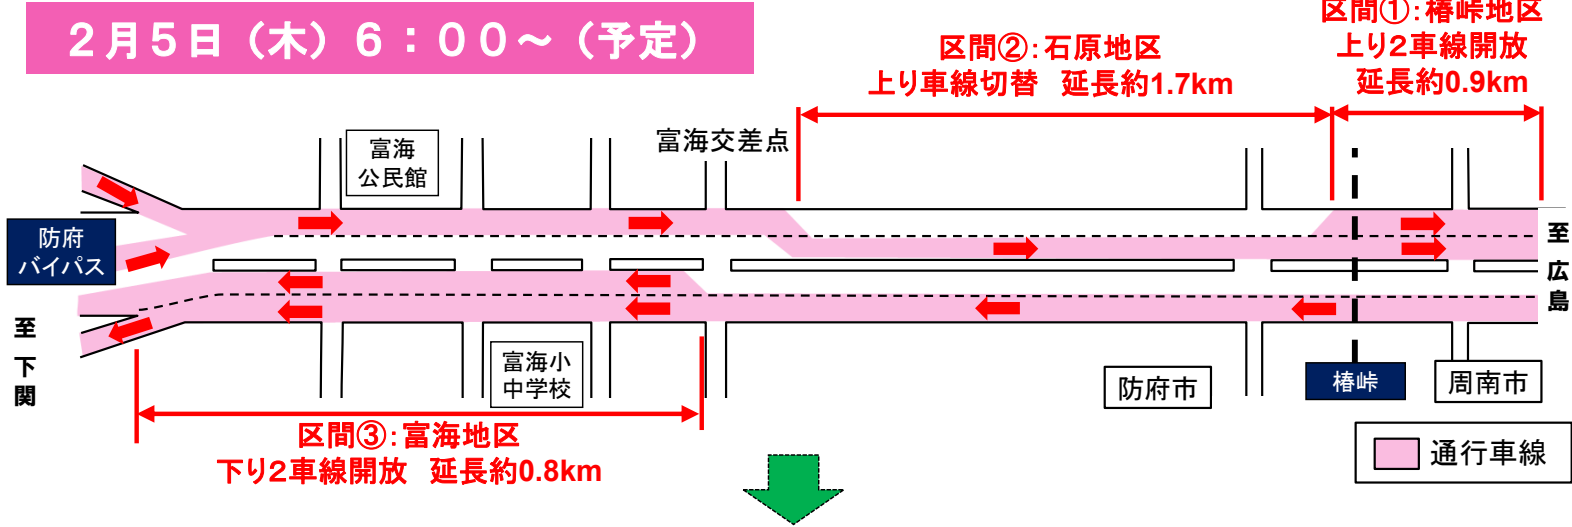 2月5日（木）6：00～（予定）
区間①：椿峠地区
上り2車線開放
延長約0.9km
区間②：石原地区
上り車線切替　延長約1.7km
富海
公民館
富海交差点
防府
バイパス
至下関
至広島
富海小
中学校
防府市
椿峠
周南市
区間③：富海地区
下り2車線開放　延長約0.8km
通行車線